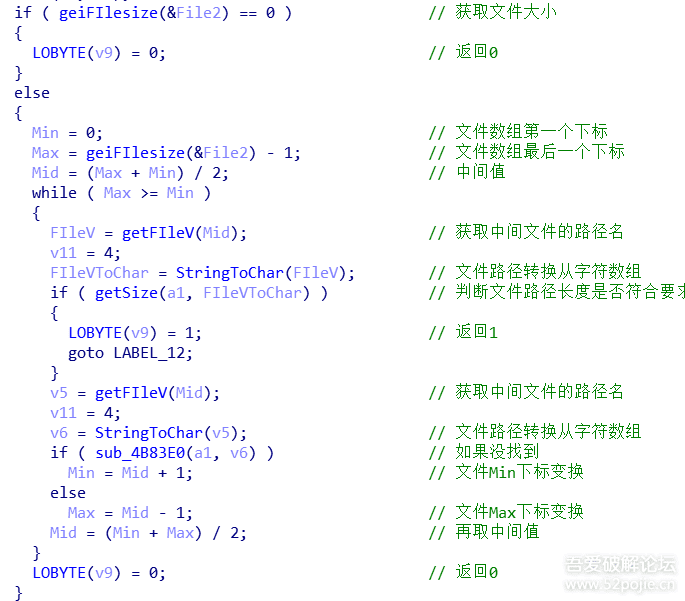 if ( geiFIlesize(&File2) == 0 ) // 获取文件大小
{
LOBYTE(v9) = 0; // 返回0
}
else
{
Min = 0; // 文件数组第一个下标
Max = geiFIlesize(&File2) - 1; // 文件数组最后一个下标
Mid = (Max + Min) / 2; // 中间值
while ( Max >= Min )
{
FIleV = getFIleV(Mid); // 获取中间文件的路径名
v11 = 4;
FIleVToChar = StringToChar(FIleV); // 文件路径转换从字符数组
if ( getSize(a1, FIleVToChar) ) // 判断文件路径长度是否符合要求
{
LOBYTE(v9) = 1; // 返回1
goto LABEL_12;
}
v5 = getFIleV(Mid); // 获取中间文件的路径名
v11 = 4;
v6 = StringToChar(v5); // 文件路径转换从字符数组
if ( sub_4B83E0(a1, v6) ) // 如果没找到
Min = Mid + 1; // 文件Min下标变换
else
Max = Mid - 1; // 文件Max下标变换
Mid = (Min + Max) / 2; // 再取中间值
}
LOBYTE(v9) = 0; // 返回0
}
吾爱破解论坛
www.52pojie.cn